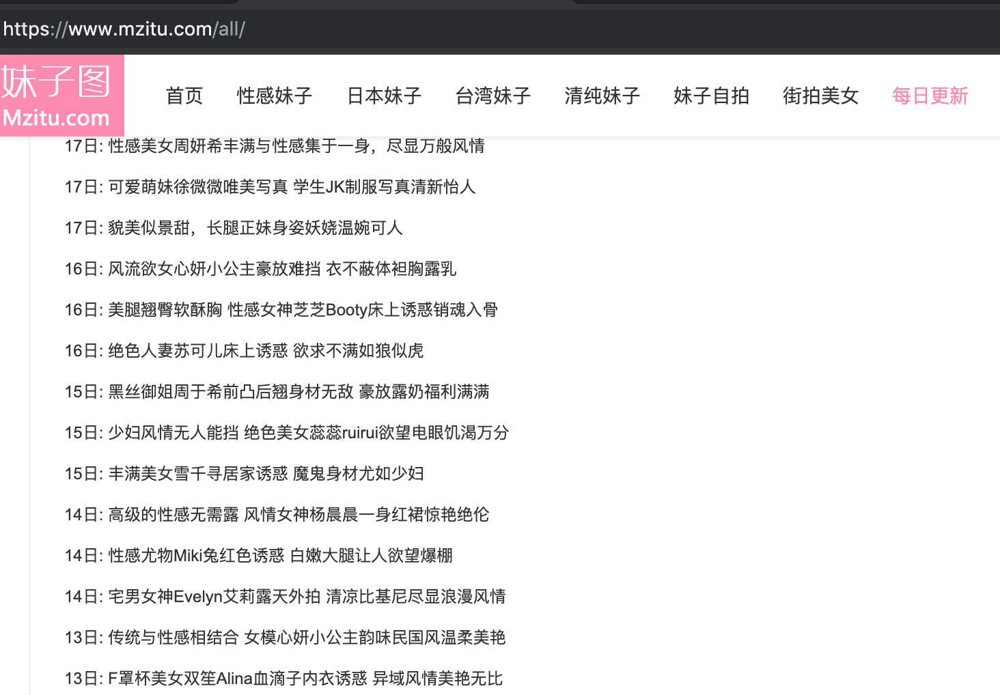 https://www.mzitu.com/all/
妹子图
Mzitu.com
首页 性感妹子 日本妹子 台湾妹子 清纯妹子 妹子自拍 街拍美女 每日更新
17日: 性感美女周妍希丰满与性感集于一身，尽显万般风情
17日: 可爱萌妹徐微微唯美写真 学生JK制服写真清新怡人
17日: 貌美似景甜，长腿正妹身姿妖娆温婉可人
16日: 风流欲女心妍小公主豪放难挡 衣不蔽体袒胸露乳
16日: 美腿翘臀软酥胸 性感女神芝芝Booty床上诱惑销魂入骨
16日: 绝色人妻苏可儿床上诱惑 欲求不满如狼似虎
15日: 黑丝御姐周于希前凸后翘身材无敌 豪放露奶福利满满
15日: 少妇风情无人能挡 绝色美女蕊蕊ruirui欲望电眼饥渴万分
15日: 丰满美女雪千寻居家诱惑 魔鬼身材尤如少妇
14日: 高级的性感无需露 风情女神杨晨晨一身红裙惊艳绝伦
14日: 性感尤物Miki兔红色诱惑 白嫩大腿让人欲望爆棚
14日: 宅男女神Evelyn艾莉露天外拍 清凉比基尼尽显浪漫风情
13日: 传统与性感相结合 女模心妍小公主韵味民国风温柔美艳
13日: F罩杯美女双笙Alina血滴子内衣诱惑 异域风情美艳无比